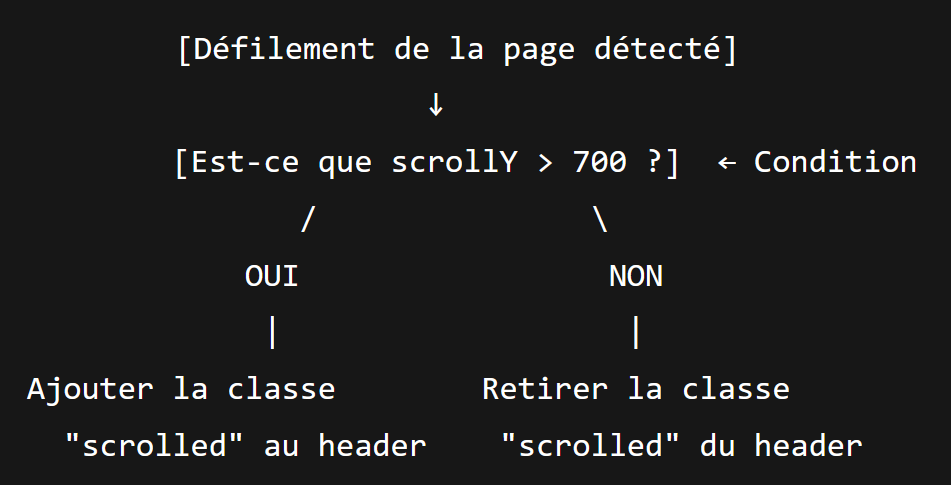 [Défilement de la page détecté]
↓
[Est-ce que scrollY > 700 ?] ← Condition
/ \
OUI NON
| |
Ajouter la classe Retirer la classe
"scrolled" au header "scrolled" du header